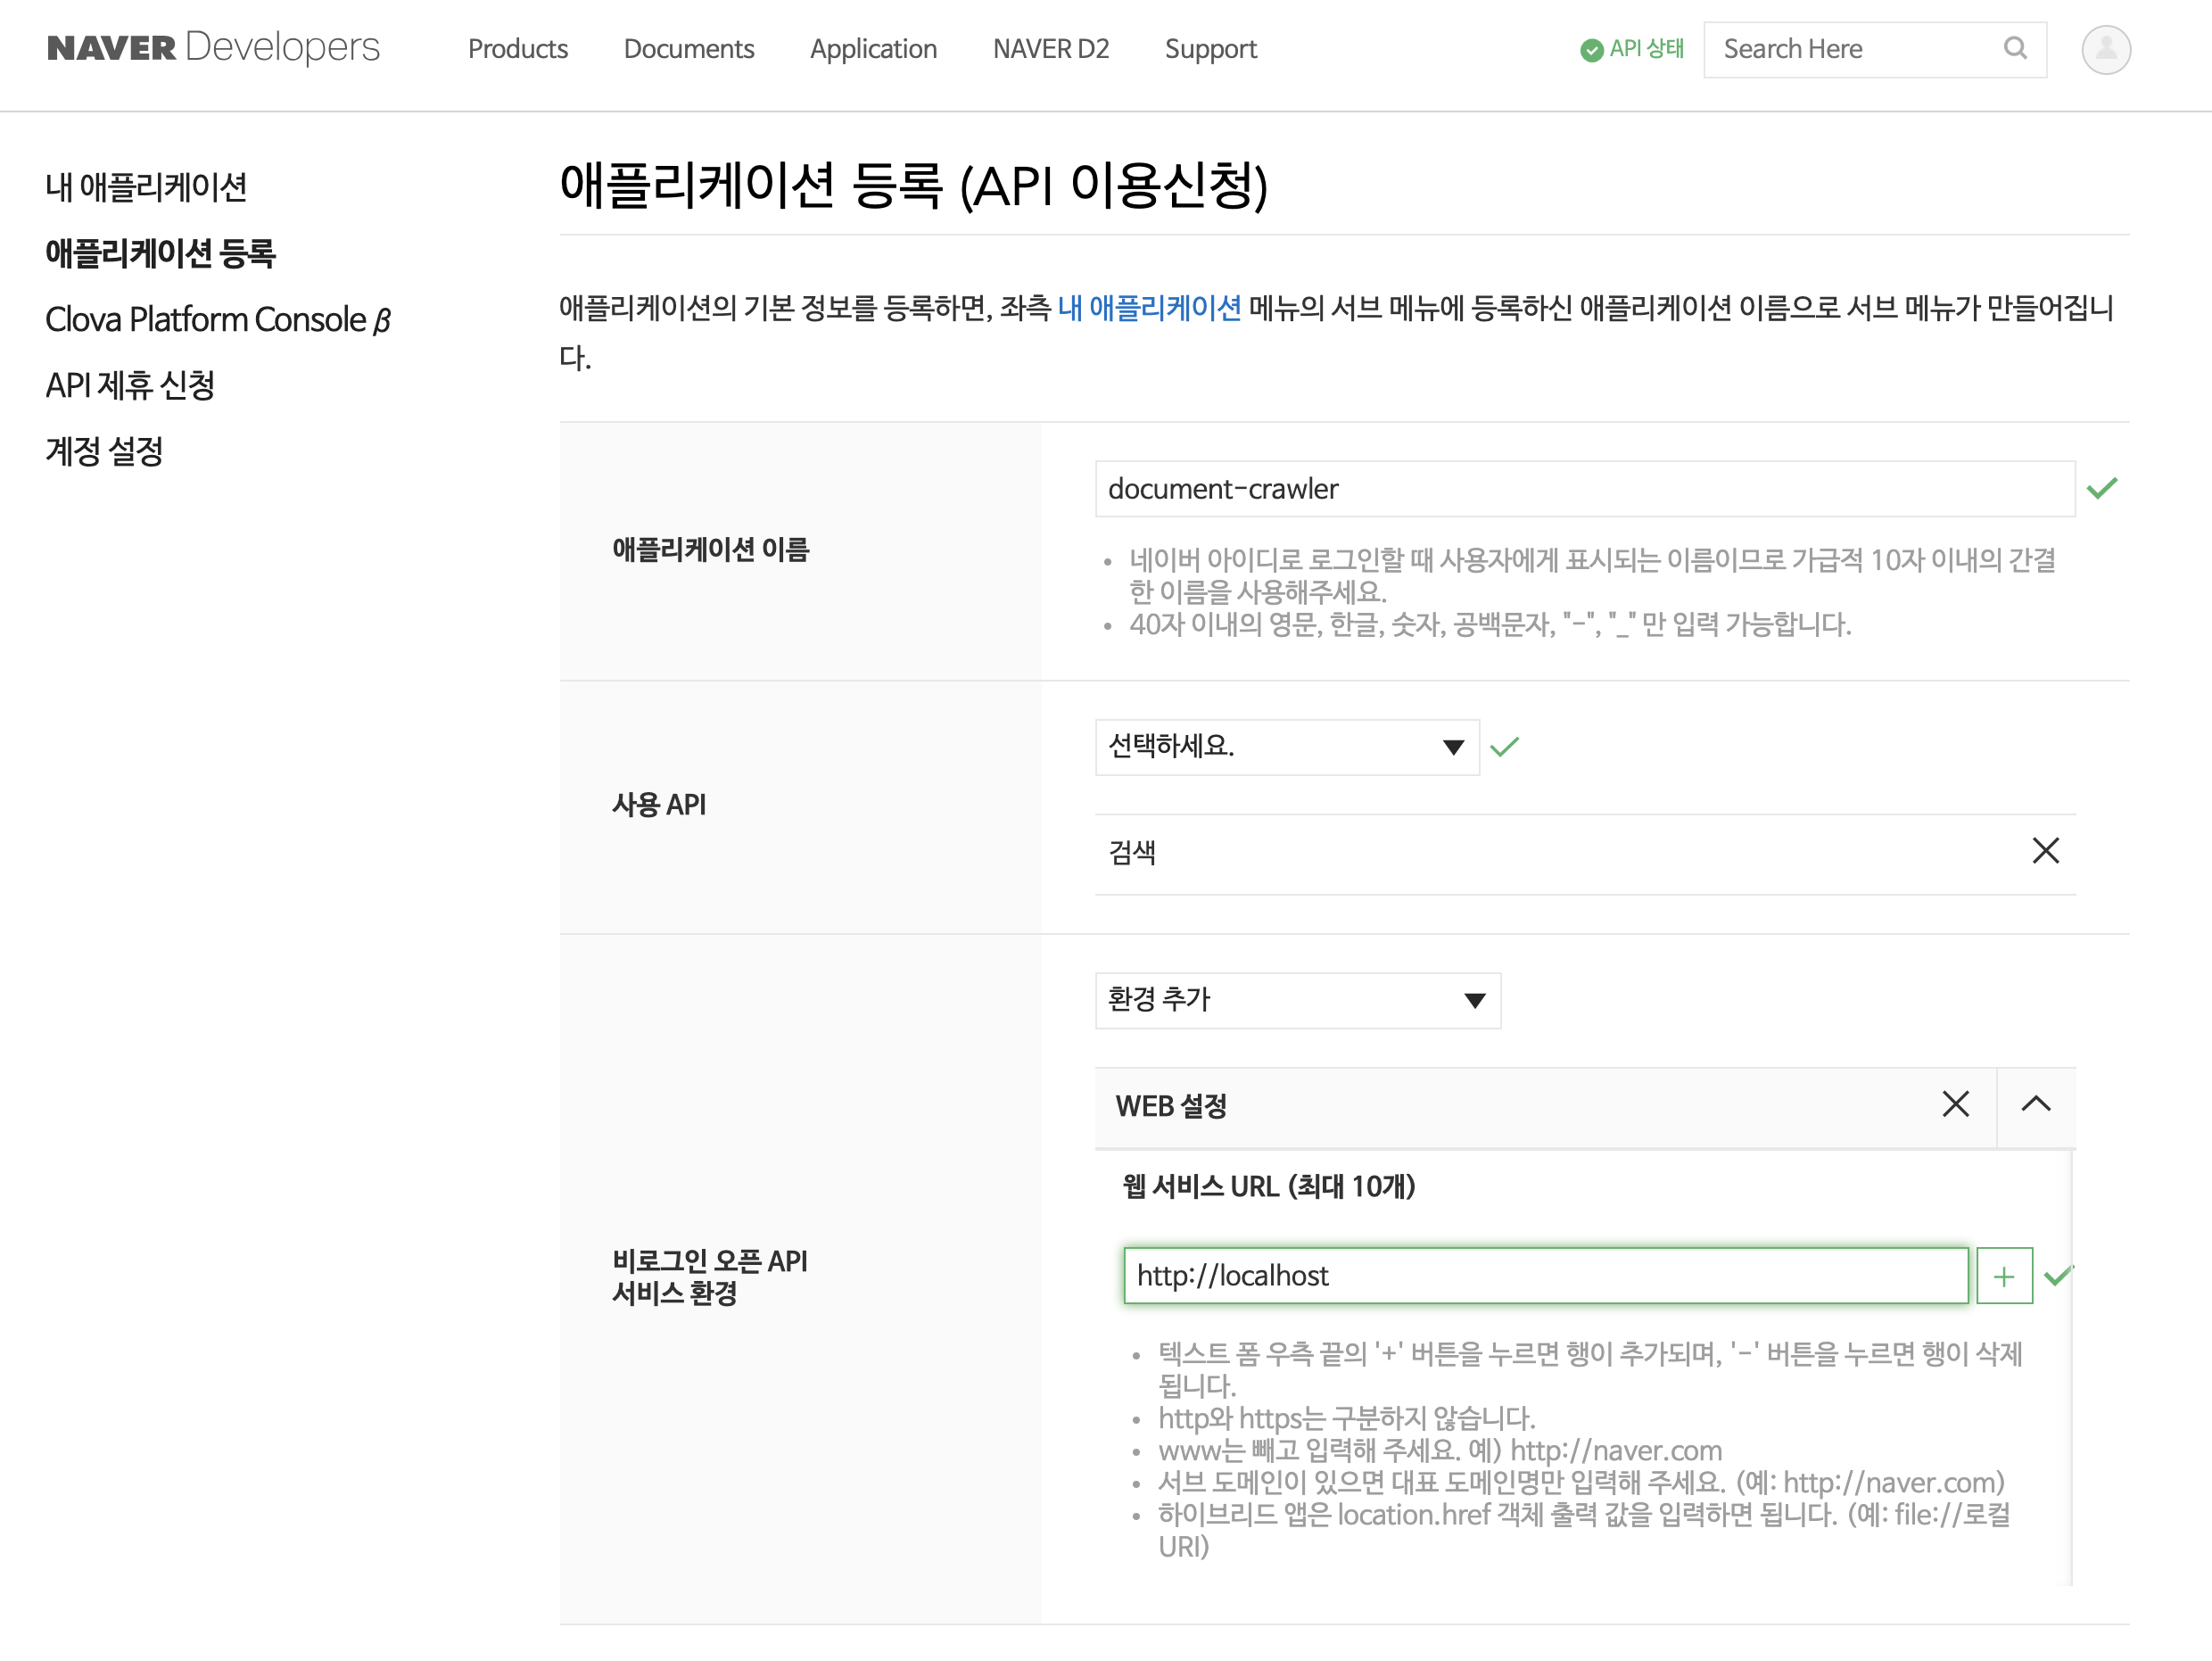 NAVER Developers
Products
Documents
Application
NAVER D2
Support
API 상태
Search Here
내 애플리케이션
애플리케이션 등록
Clova Platform Console β
API 제휴 신청
계정 설정
애플리케이션 등록 (API 이용신청)
애플리케이션의 기본 정보를 등록하면, 좌측 내 애플리케이션 메뉴의 서브 메뉴에 등록하신 애플리케이션 이름으로 서브 메뉴가 만들어집니
다.
애플리케이션 이름
document-crawler
네이버 아이디로 로그인할 때 사용자에게 표시되는 이름이므로 가급적 10자 이내의 간결
한 이름을 사용해주세요.
40자 이내의 영문, 한글, 숫자, 공백문자, "-", "_" 만 입력 가능합니다.
사용 API
선택하세요.
검색
비로그인 오픈 API
서비스 환경
환경 추가
WEB 설정
웹 서비스 URL (최대 10개)
http://localhost
텍스트 폼 우측 끝의 '+' 버튼을 누르면 행이 추가되며, '-' 버튼을 누르면 행이 삭제
됩니다.
http와 https는 구분하지 않습니다.
www는 빼고 입력해 주세요. 예) http://naver.com
서브 도메인이 있으면 대표 도메인명만 입력해 주세요. (예: http://naver.com)
하이브리드 앱은 location.href 객체 출력 값을 입력하면 됩니다. (예: file://로컬
URI)